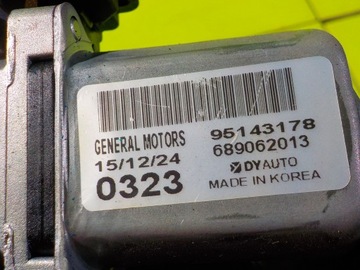 GENERAL MOTORS 95143178
15/12/24 689062013
0323 DYAUTO
MADE IN KOREA